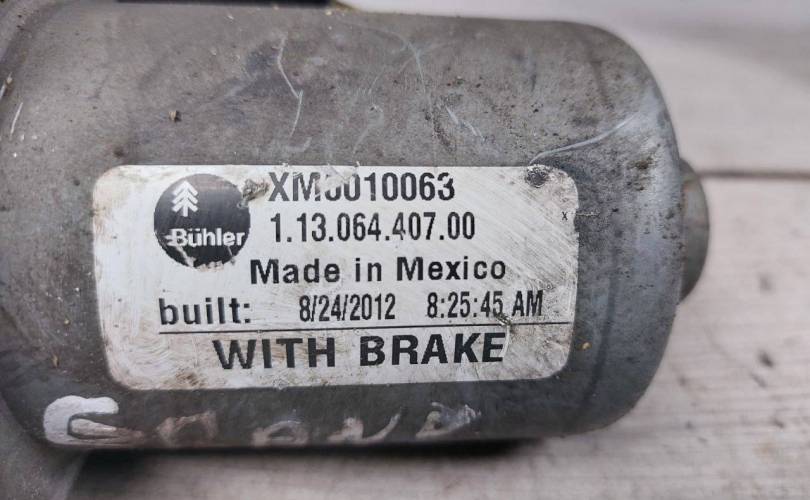 XM0010063
Bühler
1.13.064.407.00
Made in Mexico
built: 8/24/2012 8:25:45 AM
WITH BRAKE